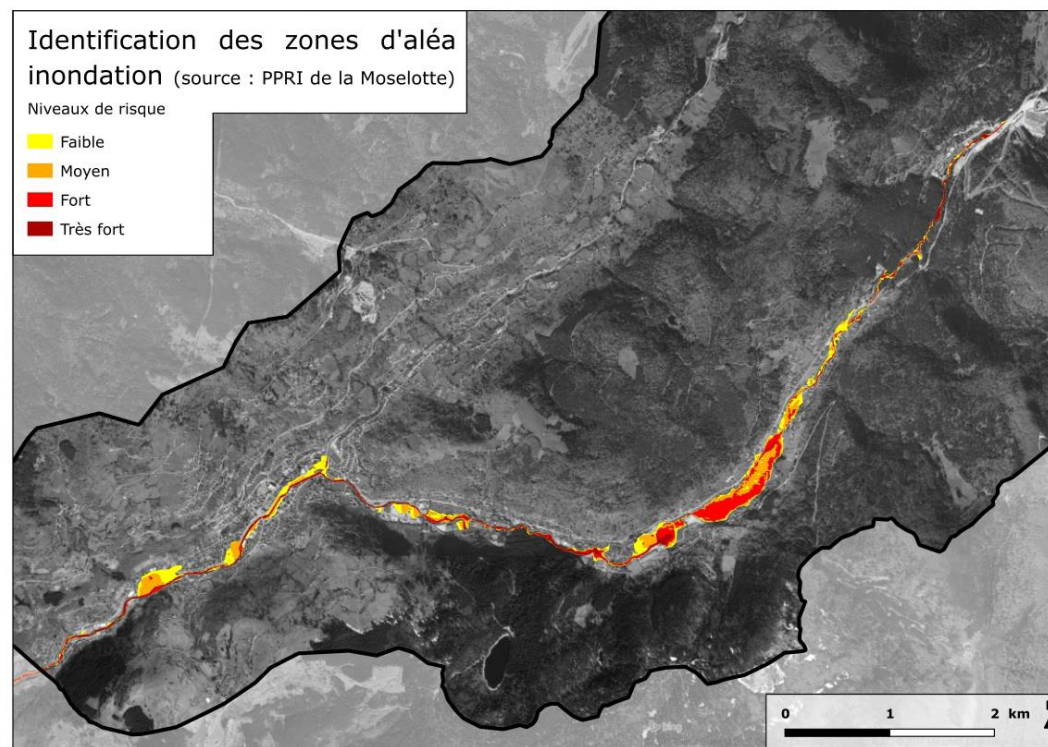 Identification des zones d'aléa
inondation (source : PPRI de la Moselotte)
Niveaux de risque
Faible
Moyen
Fort
Très fort
0 1 2 km